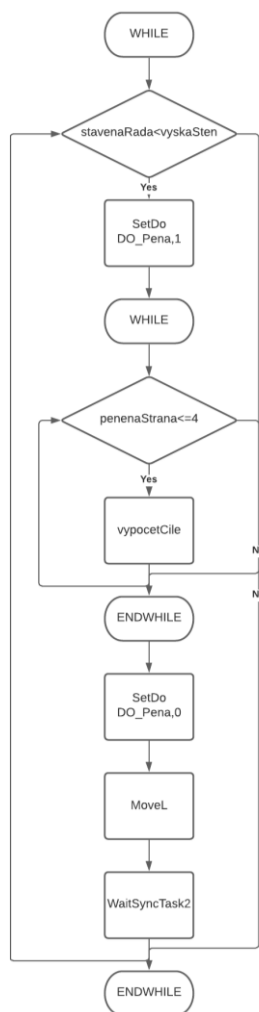 WHILE
stavenaRada<vyskaSten
Yes
SetDo
DO_Pena,1
WHILE
penenaStrana<=4
Yes
vypocetCile
N
ENDWHILE
N
SetDo
DO_Pena,0
MoveL
WaitSyncTask2
ENDWHILE